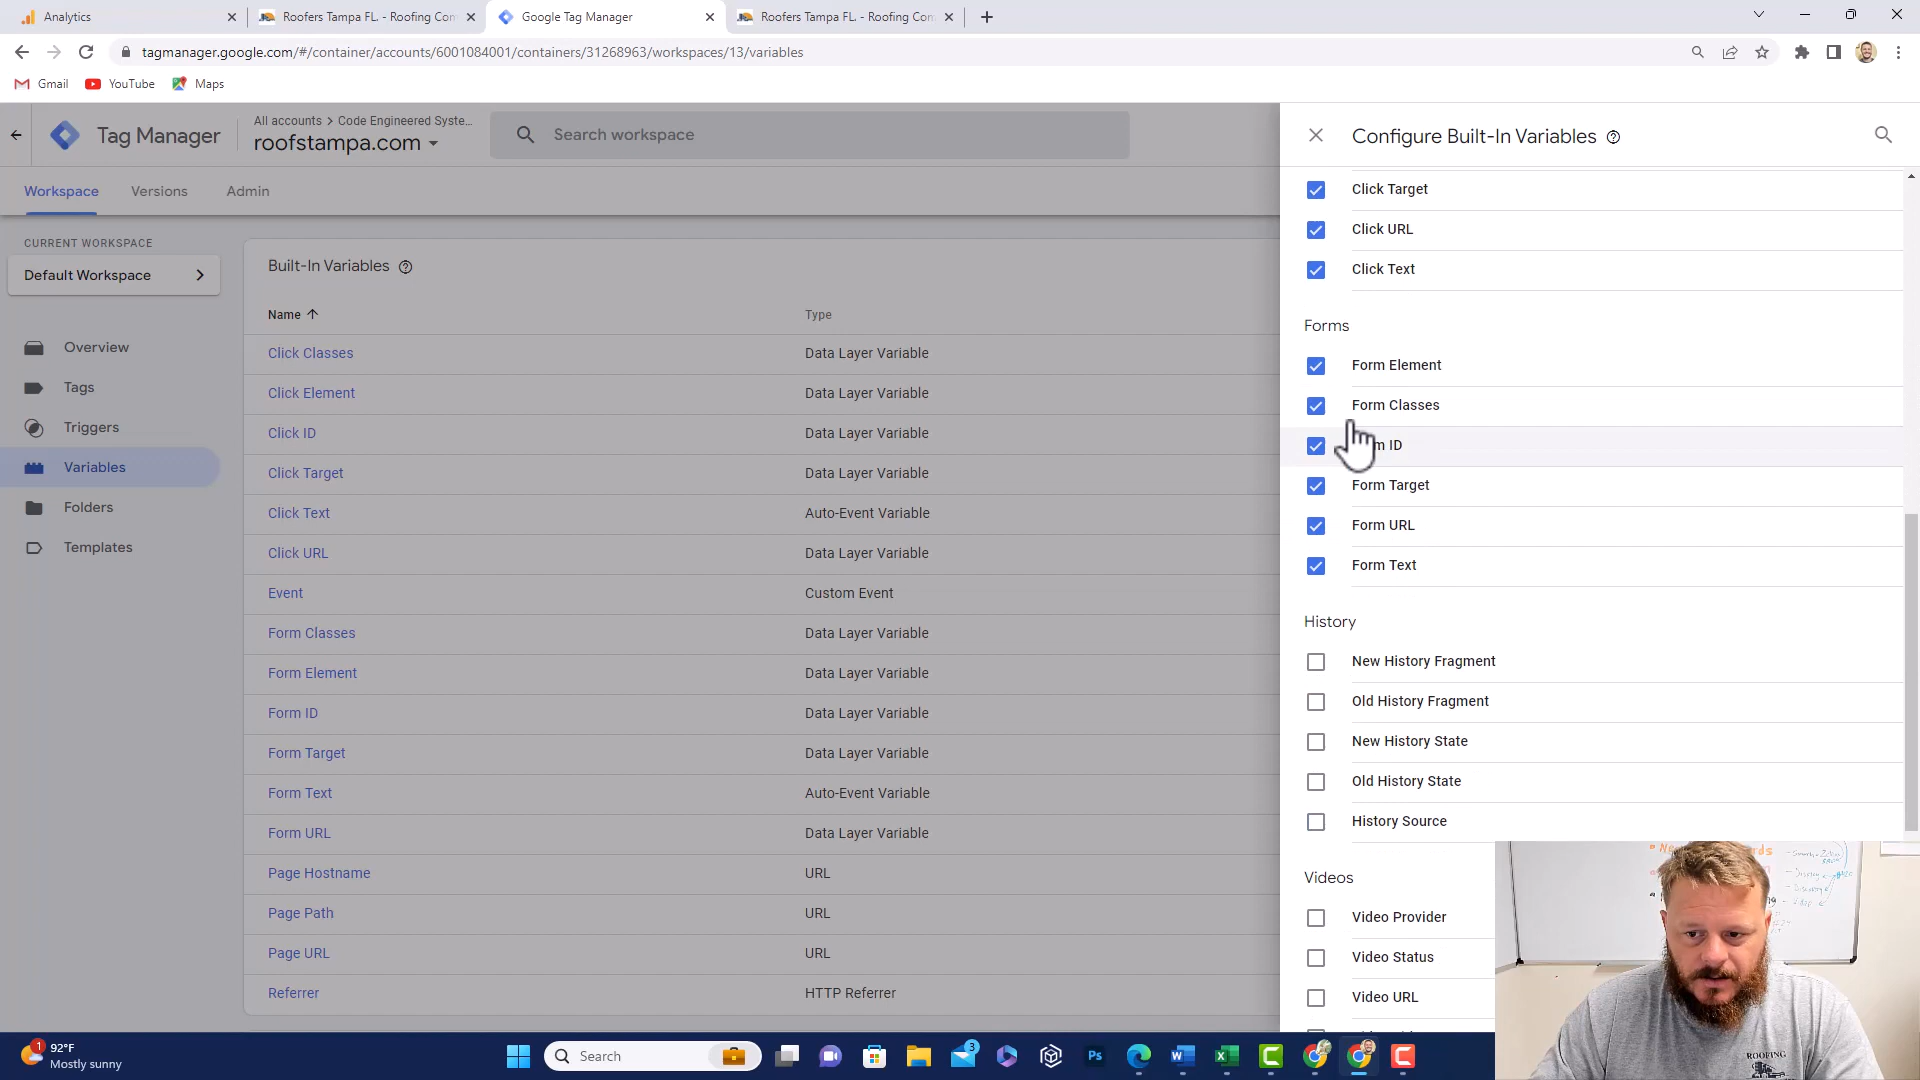 Analytics
Roofers Tampa FL. - Roofing Con
Google Tag Manager
Roofers Tampa FL. - Roofing Con
tagmanager.google.com/#/container/accounts/6001084001/containers/31268963/workspaces/13/variables
Gmail
YouTube
Maps
Tag Manager
All accounts > Code Engineered Syste...
roofstampa.com
Search workspace
Workspace
Versions
Admin
CURRENT WORKSPACE
Default Workspace
Overview
Tags
Triggers
Variables
Folders
Templates
Built-In Variables
Name Type
Click Classes Data Layer Variable
Click Element Data Layer Variable
Click ID Data Layer Variable
Click Target Data Layer Variable
Click Text Auto-Event Variable
Click URL Data Layer Variable
Event Custom Event
Form Classes Data Layer Variable
Form Element Data Layer Variable
Form ID Data Layer Variable
Form Target Data Layer Variable
Form Text Auto-Event Variable
Form URL Data Layer Variable
Page Hostname URL
Page Path URL
Page URL URL
Referrer HTTP Referrer
Configure Built-In Variables
Click Target
Click URL
Click Text
Forms
Form Element
Form Classes
m ID
Form Target
Form URL
Form Text
History
New History Fragment
Old History Fragment
New History State
Old History State
History Source
Videos
Video Provider
Video Status
Video URL
ROOFING
1
92°F
Mostly sunny
Search
3
Ps